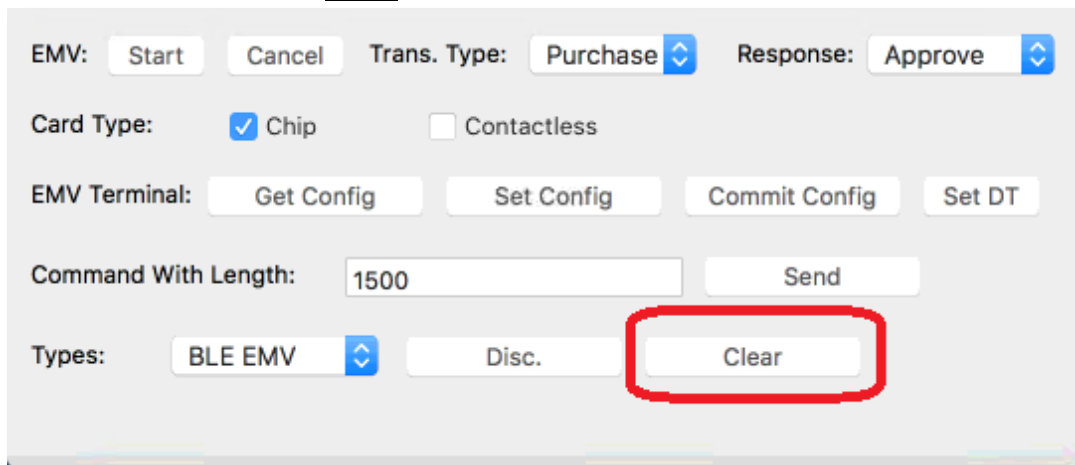 EMV: Start Cancel Trans. Type: Purchase Response: Approve
Card Type: Chip Contactless
EMV Terminal: Get Config Set Config Commit Config Set DT
Command With Length: 1500 Send
Types: BLE EMV Disc. Clear